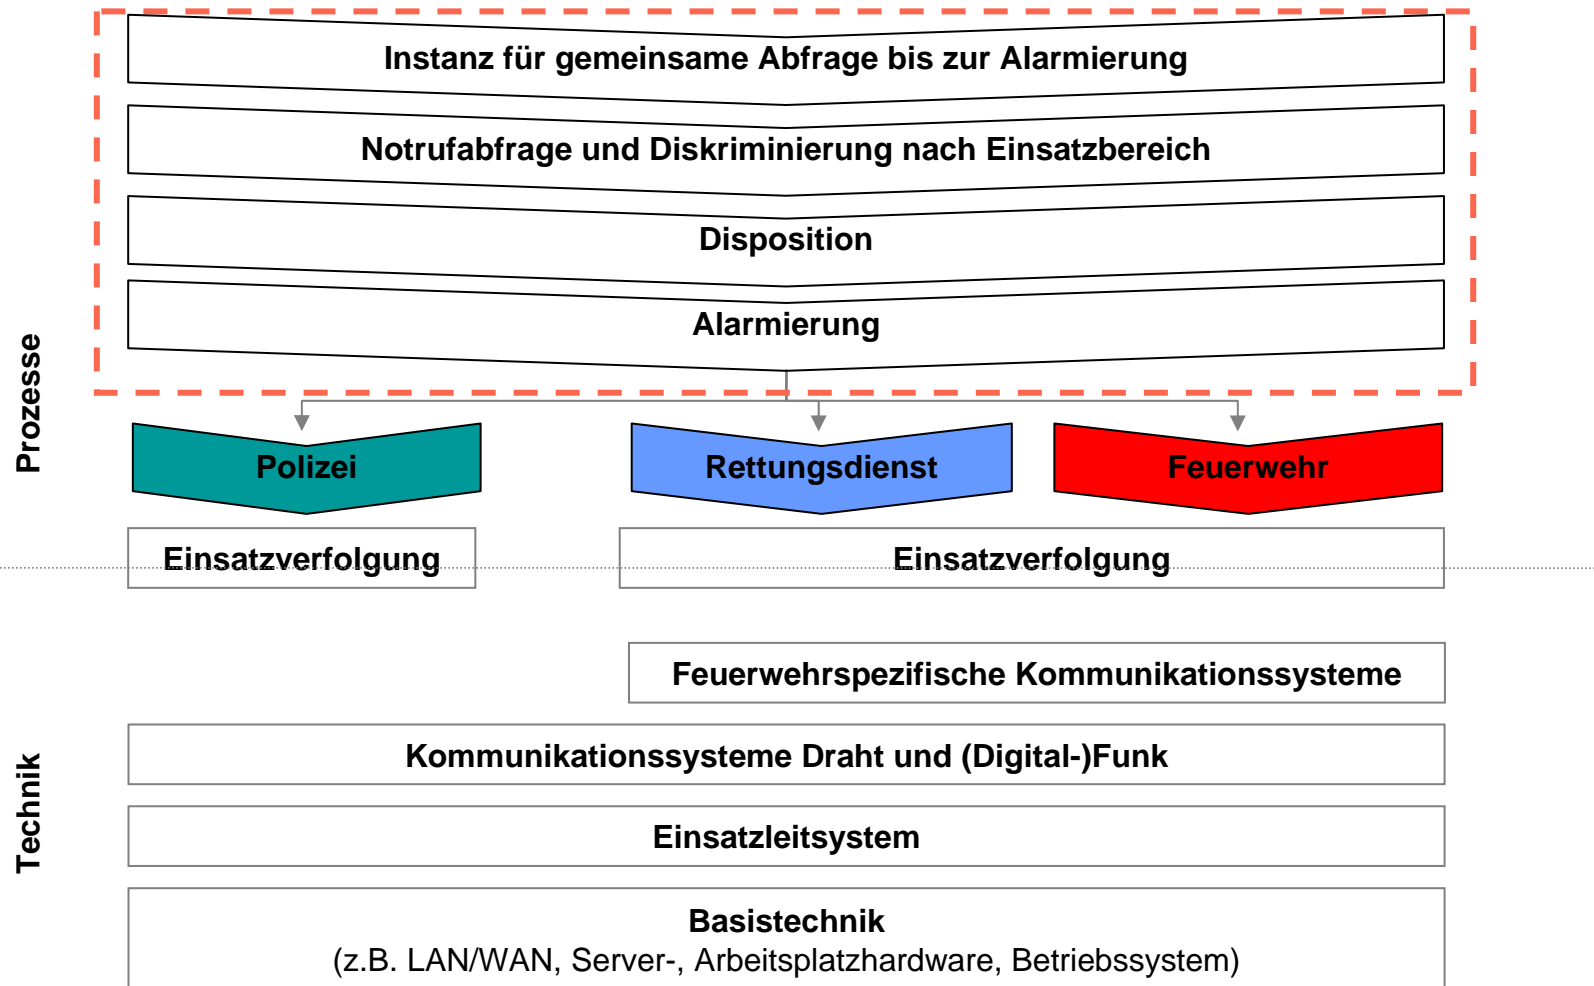 Instanz für gemeinsame Abfrage bis zur Alarmierung
Notrufabfrage und Diskriminierung nach Einsatzbereich
Disposition
Alarmierung
Prozesse
Polizei
Rettungsdienst
Feuerwehr
Einsatzverfolgung
Einsatzverfolgung
Feuerwehrspezifische Kommunikationssysteme
Technik
Kommunikationssysteme Draht und (Digital-)Funk
Einsatzleitsystem
Basistechnik
(z.B. LAN/WAN, Server-, Arbeitsplatzhardware, Betriebssystem)